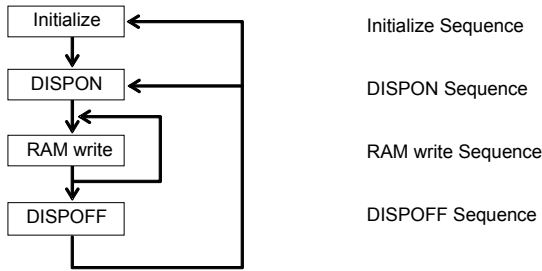 Initialize
Initialize Sequence
DISPON
DISPON Sequence
RAM write
RAM write Sequence
DISPOFF
DISPOFF Sequence